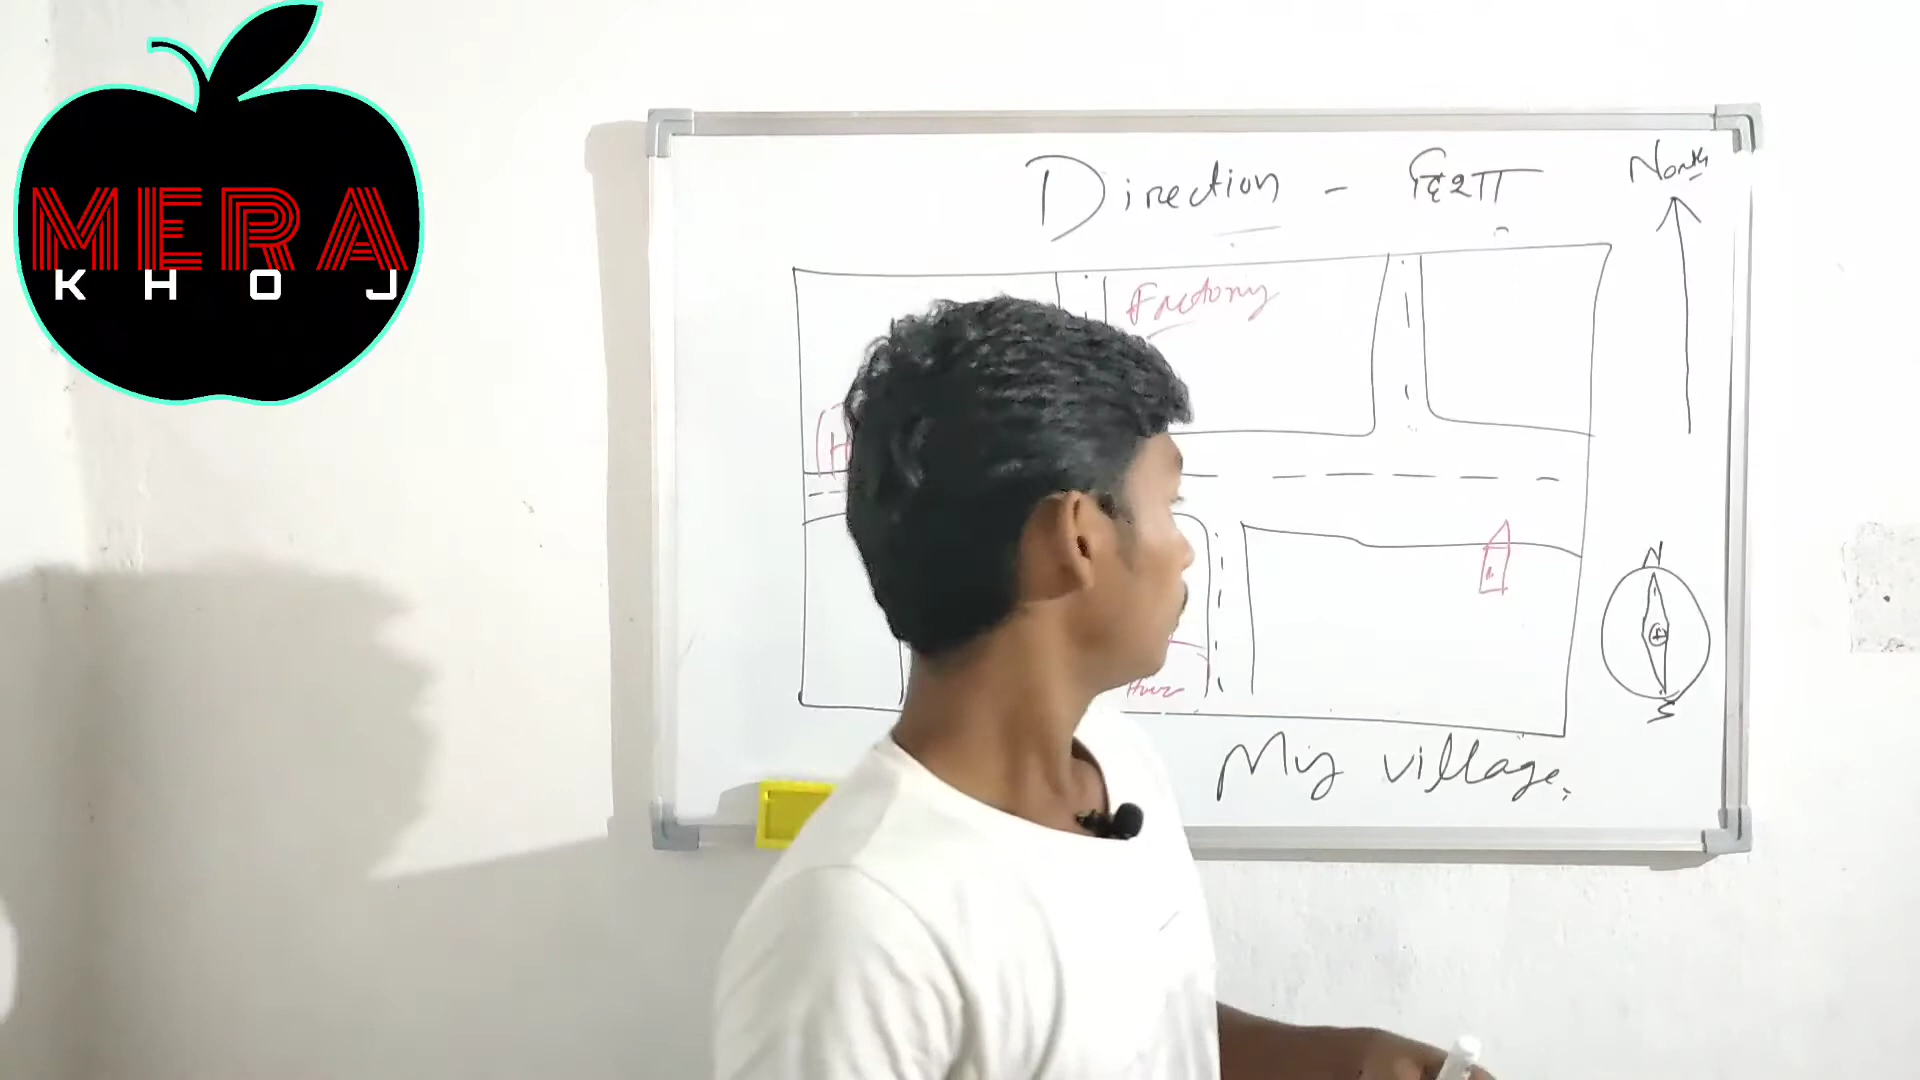 MERA
KHOJ
Direction - दिशा
North
Factory
N
S
My village